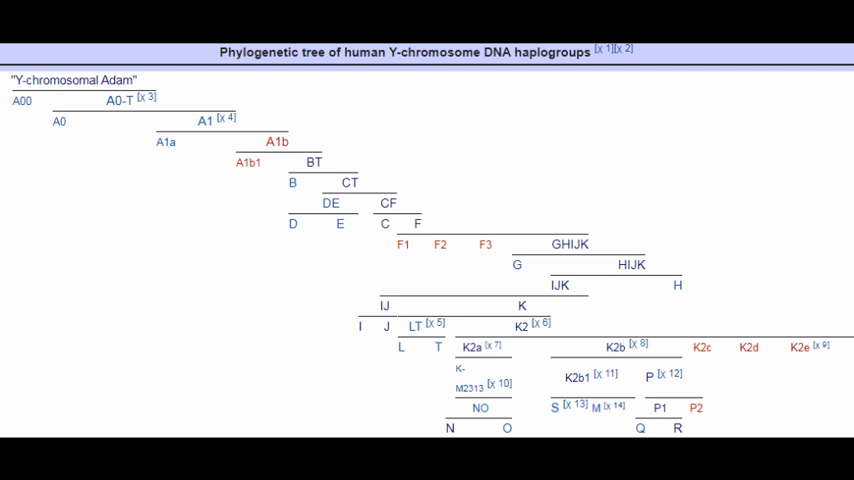 Phylogenetic tree of human Y-chromosome DNA haplogroups [χ 1][χ 2]
"Y-chromosomal Adam"
A00 A0-T [χ 3]
A0 A1 [χ 4]
A1a A1b
A1b1 BT
B CT
DE CF
D E C F
F1 F2 F3 GHIJK
G HIJK
IJK H
IJ K
I J LT [χ 5] K2 [χ 6]
L T K2a [χ 7] K2b [χ 8] K2c K2d K2e [χ 9]
K-
M2313 [χ 10] K2b1 [χ 11] P [χ 12]
NO S [χ 13] M [χ 14] P1 P2
N O Q R